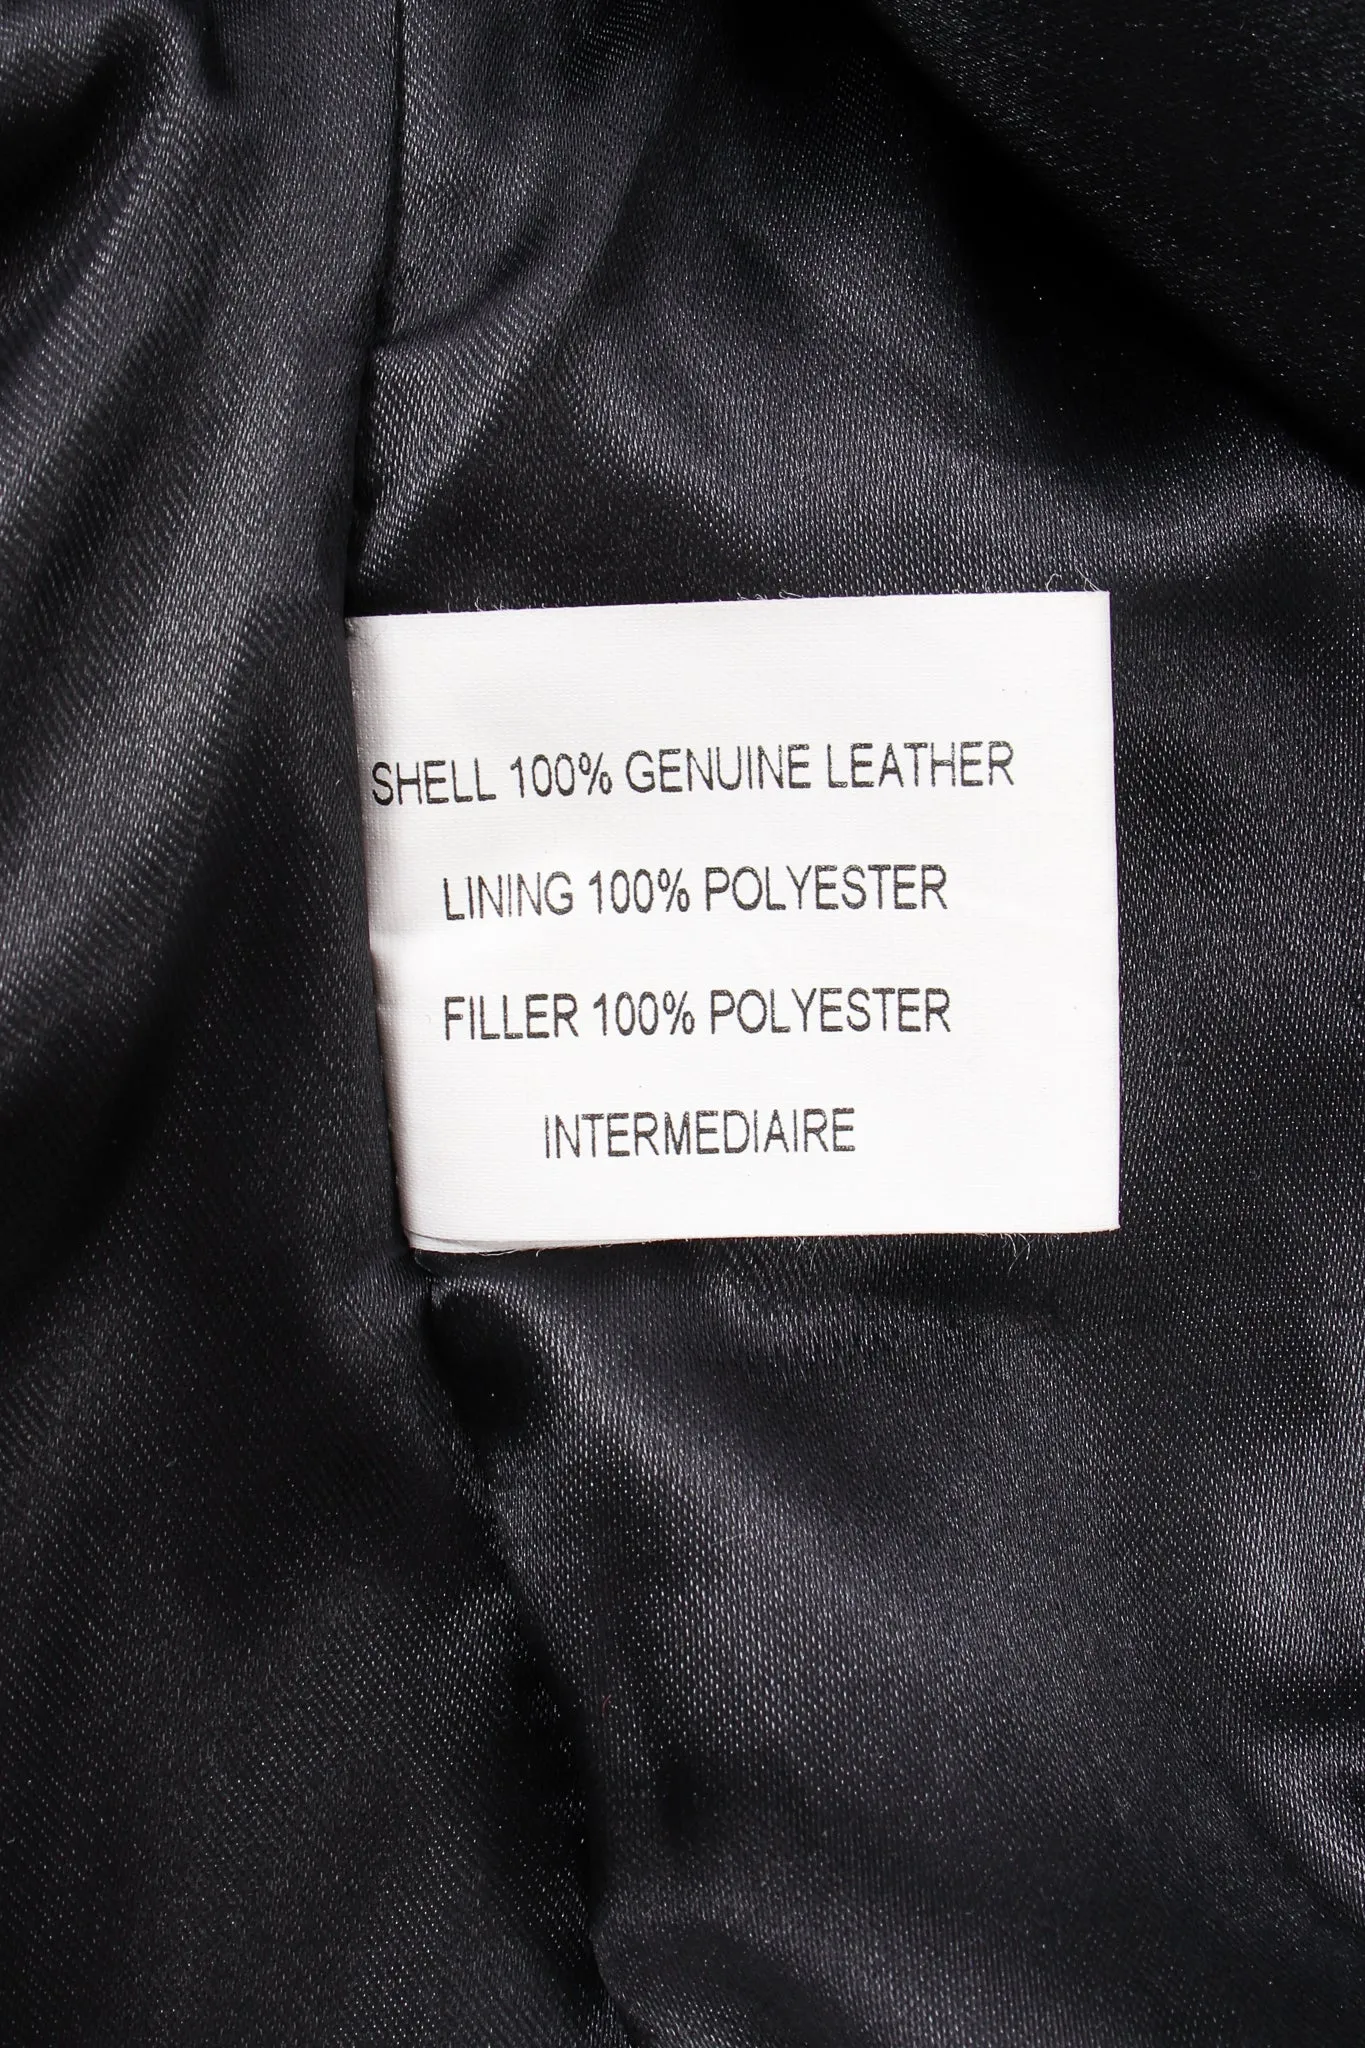 SHELL 100% GENUINE LEATHER
LINING 100% POLYESTER
FILLER 100% POLYESTER
INTERMEDIAIRE